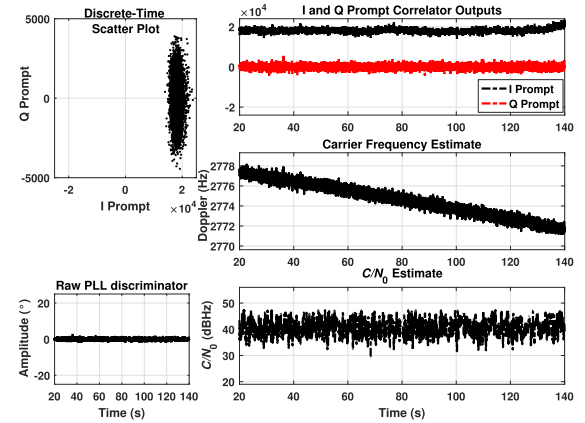 Discrete-Time
Scatter Plot
5000
0
-5000
Q Prompt
-2 0 2
I Prompt ×10⁴
I and Q Prompt Correlator Outputs
×10⁴
2
0
-2
I Prompt
Q Prompt
20 40 60 80 100 120 140
Carrier Frequency Estimate
2778
2776
2774
2772
2770
Doppler (Hz)
20 40 60 80 100 120 140
Raw PLL discriminator
20
0
-20
Amplitude (°)
20 40 60 80 100 120 140
Time (s)
C/N₀ Estimate
50
40
30
20
C/N₀ (dBHz)
20 40 60 80 100 120 140
Time (s)